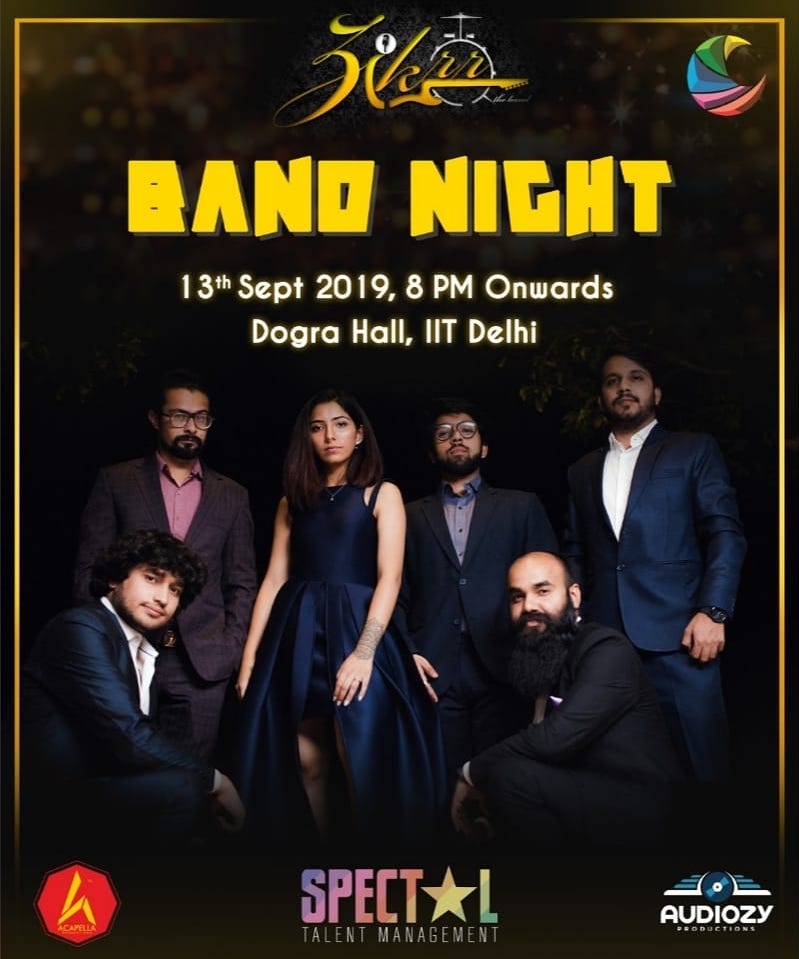 Zikrr
the band
BAND NIGHT
13th Sept 2019, 8 PM Onwards
Dogra Hall, IIT Delhi
ACAPELLA
SPECT★L
TALENT MANAGEMENT
AUDIOZY
PRODUCTIONS